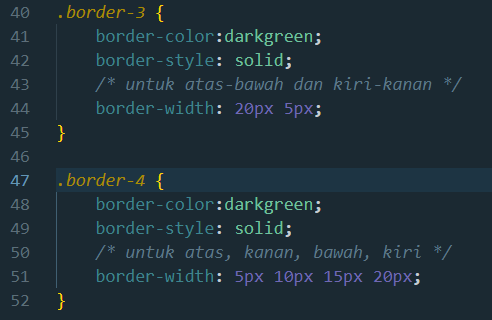 40 .border-3 {
41     border-color:darkgreen;
42     border-style: solid;
43     /* untuk atas-bawah dan kiri-kanan */
44     border-width: 20px 5px;
45 }
46
47 .border-4 {
48     border-color:darkgreen;
49     border-style: solid;
50     /* untuk atas, kanan, bawah, kiri */
51     border-width: 5px 10px 15px 20px;
52 }